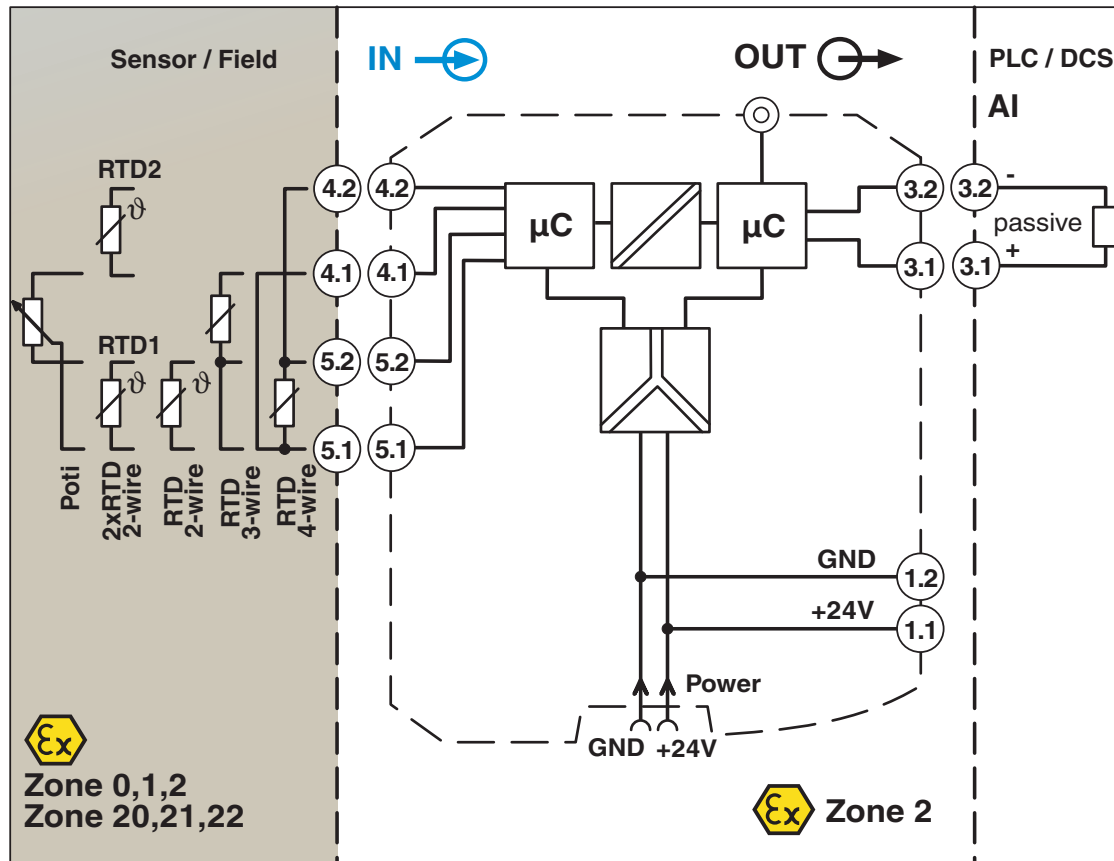 Sensor / Field
IN
OUT
PLC / DCS
AI
RTD2
ϑ
4.2
4.2
µC
µC
3.2
3.2
-
passive
+
4.1
4.1
3.1
3.1
RTD1
ϑ
ϑ
5.2
5.2
5.1
5.1
Poti
2xRTD
2-wire
RTD
2-wire
RTD
3-wire
RTD
4-wire
GND
1.2
+24V
1.1
Power
GND
+24V
Ex
Zone 0,1,2
Zone 20,21,22
Ex
Zone 2